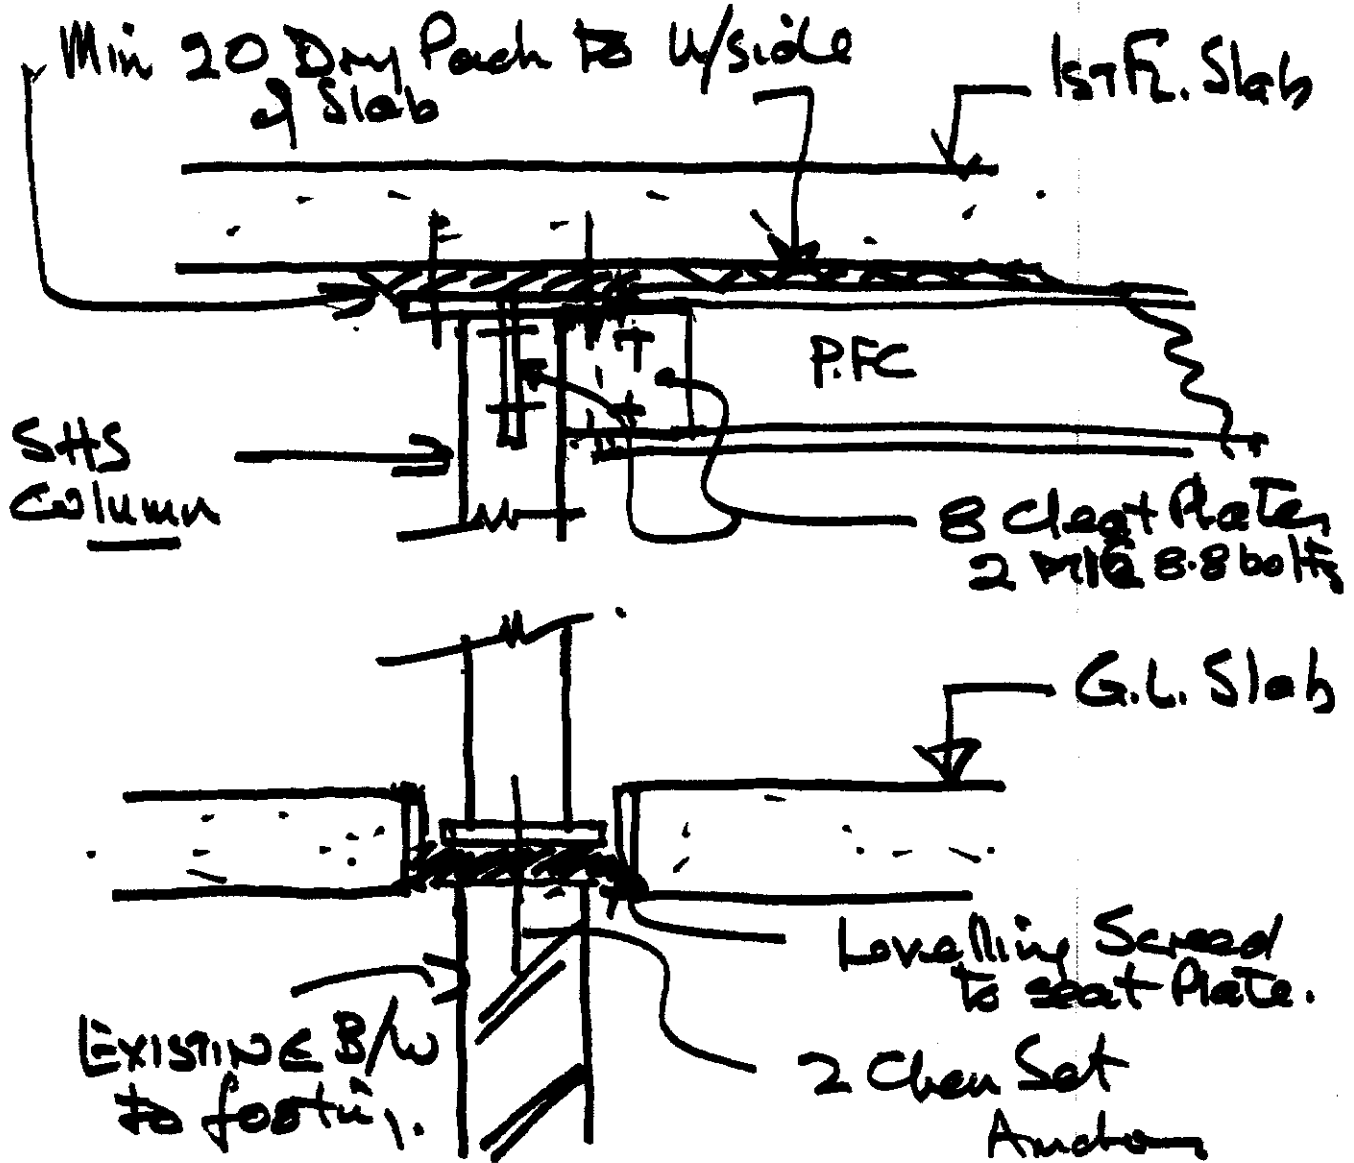 Min 20 Dry Pack to U/side
of Slab
1ST FL. Slab
P.FC
SHS
Column
8 Cleat Plates
2 M16 8.8 bolts
G.L. Slab
Levelling Screed
to seat Plate.
EXISTING B/W
to footing.
2 Chem Set
Anchors